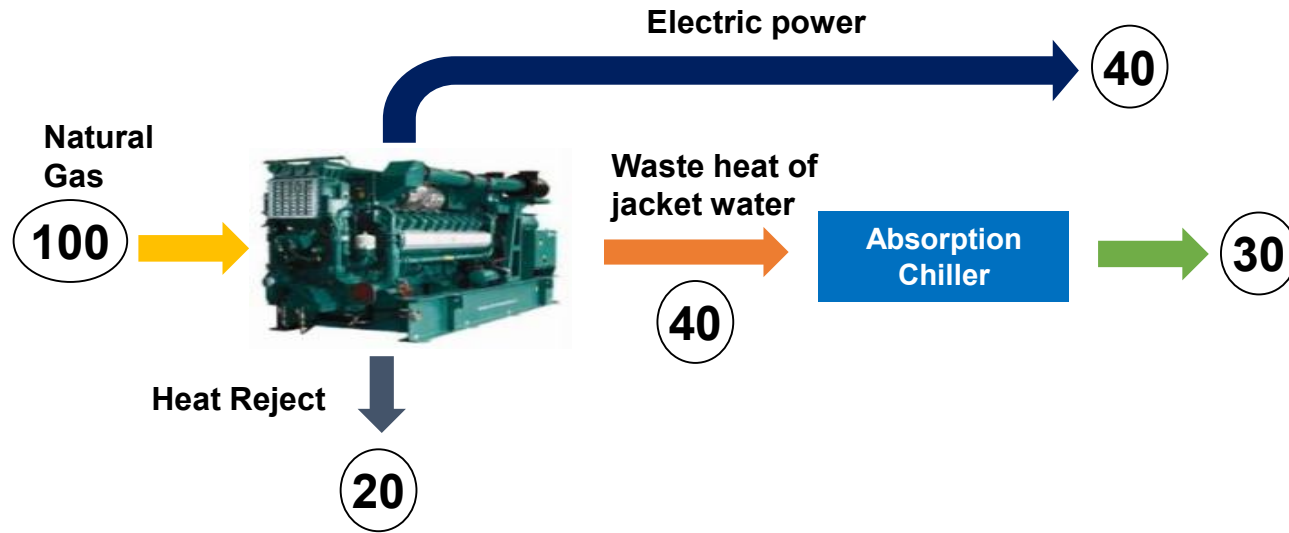 Electric power
40
Natural
Gas
100
Waste heat of
jacket water
40
Absorption
Chiller
30
Heat Reject
20